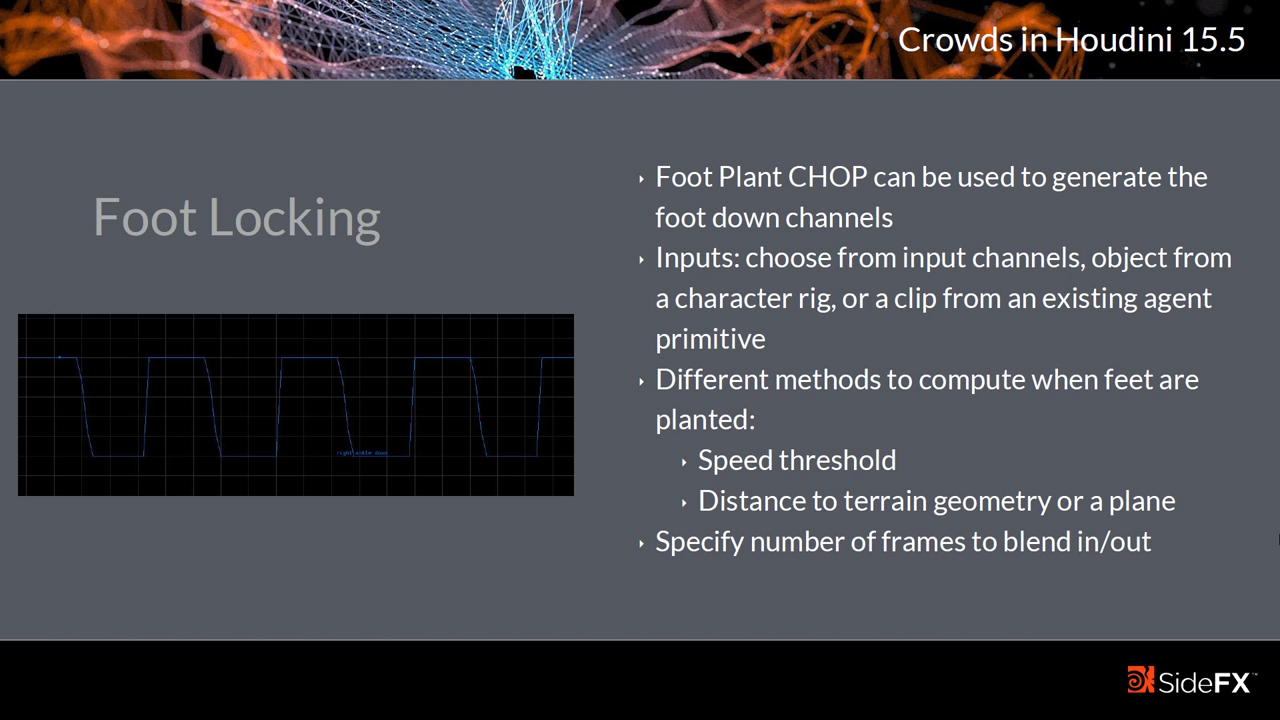 Crowds in Houdini 15.5
Foot Locking
Foot Plant CHOP can be used to generate the
foot down channels
Inputs: choose from input channels, object from
a character rig, or a clip from an existing agent
primitive
Different methods to compute when feet are
planted:
Speed threshold
Distance to terrain geometry or a plane
Specify number of frames to blend in/out
right_ankle_down
SideFX™